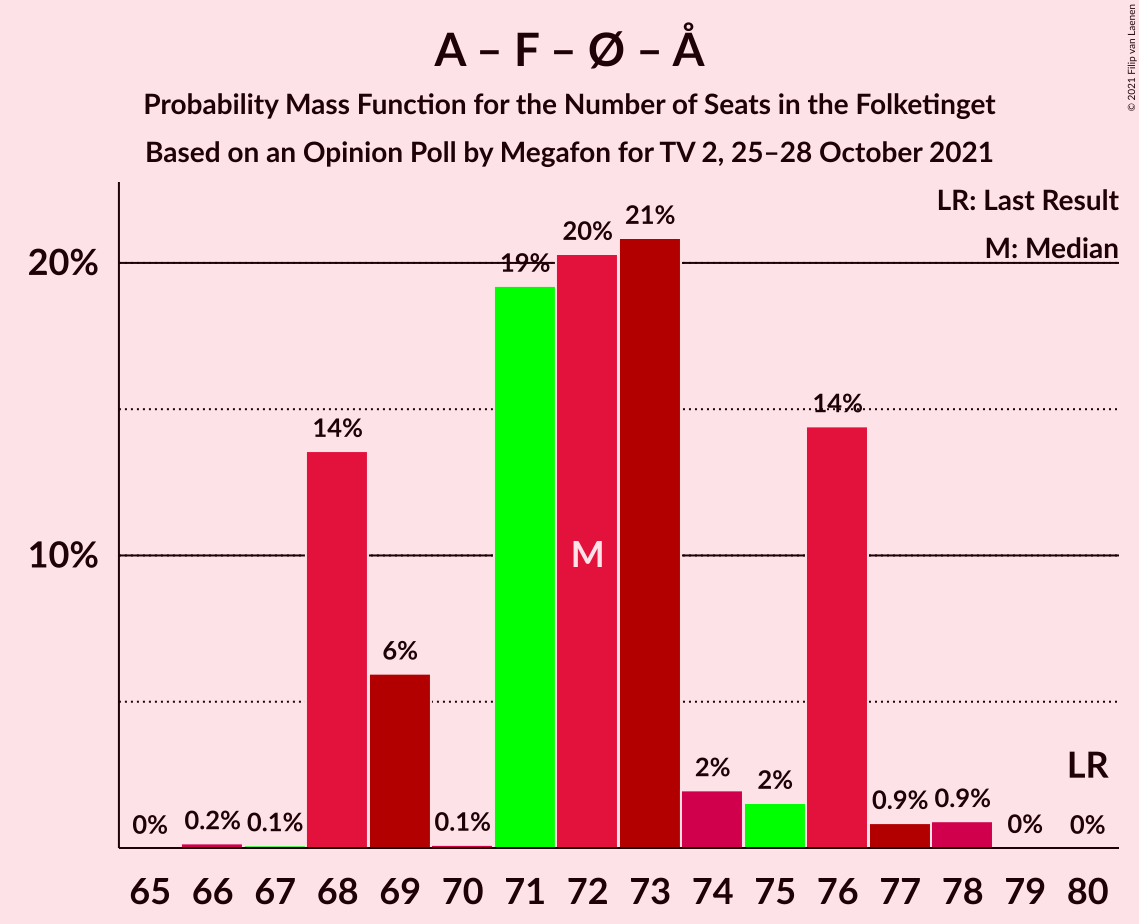 A – F – Ø – Å
Probability Mass Function for the Number of Seats in the Folketinget
Based on an Opinion Poll by Megafon for TV 2, 25–28 October 2021
© 2021 Filip van Laenen
LR: Last Result
M: Median
20%
10%
0%
0.2%
0.1%
14%
6%
0.1%
19%
20%
21%
2%
2%
14%
0.9%
0.9%
0%
0%
M
LR
65 66 67 68 69 70 71 72 73 74 75 76 77 78 79 80